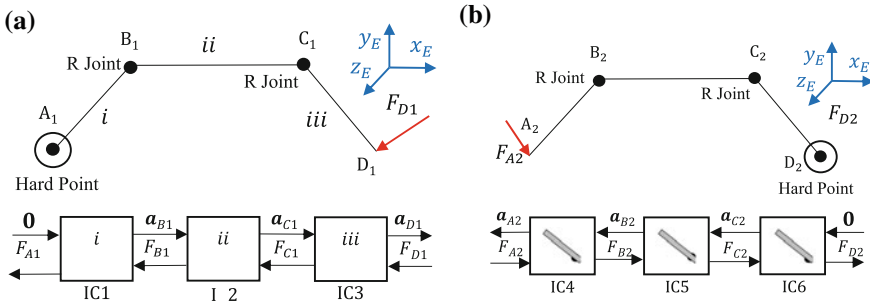 (a)
B1
ii
C1
R Joint
R Joint
yE
xE
zE
A1
i
iii
FD1
D1
Hard Point
0
FA1
i
aB1
FB1
ii
aC1
FC1
iii
aD1
FD1
IC1
I 2
IC3
(b)
B2
C2
R Joint
R Joint
yE
xE
zE
A2
FA2
FD2
D2
Hard Point
aA2
FA2
aB2
FB2
aC2
FC2
0
FD2
IC4
IC5
IC6